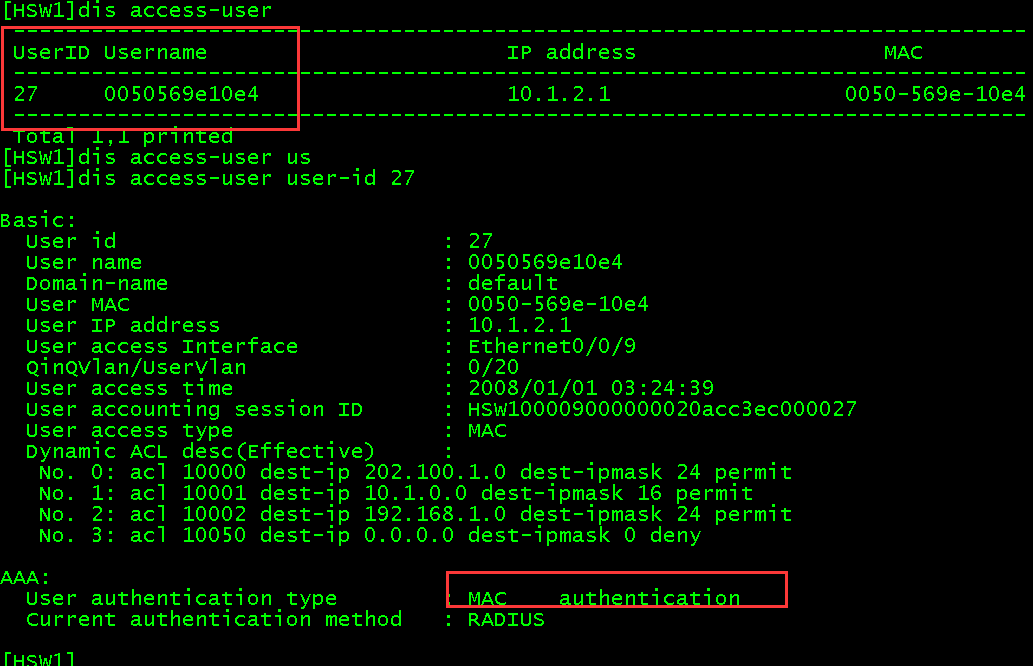 [HSW1]dis access-user
------------------------------------------------------------------------------
UserID Username IP address MAC
------------------------------------------------------------------------------
27 0050569e10e4 10.1.2.1 0050-569e-10e4
------------------------------------------------------------------------------
Total 1,1 printed
[HSW1]dis access-user us
[HSW1]dis access-user user-id 27
Basic:
User id : 27
User name : 0050569e10e4
Domain-name : default
User MAC : 0050-569e-10e4
User IP address : 10.1.2.1
User access Interface : Ethernet0/0/9
QinQVlan/UserVlan : 0/20
User access time : 2008/01/01 03:24:39
User accounting session ID : HSW100009000000020acc3ec000027
User access type : MAC
Dynamic ACL desc(Effective) :
No. 0: acl 10000 dest-ip 202.100.1.0 dest-ipmask 24 permit
No. 1: acl 10001 dest-ip 10.1.0.0 dest-ipmask 16 permit
No. 2: acl 10002 dest-ip 192.168.1.0 dest-ipmask 24 permit
No. 3: acl 10050 dest-ip 0.0.0.0 dest-ipmask 0 deny
AAA:
User authentication type : MAC authentication
Current authentication method : RADIUS
[HSW1]